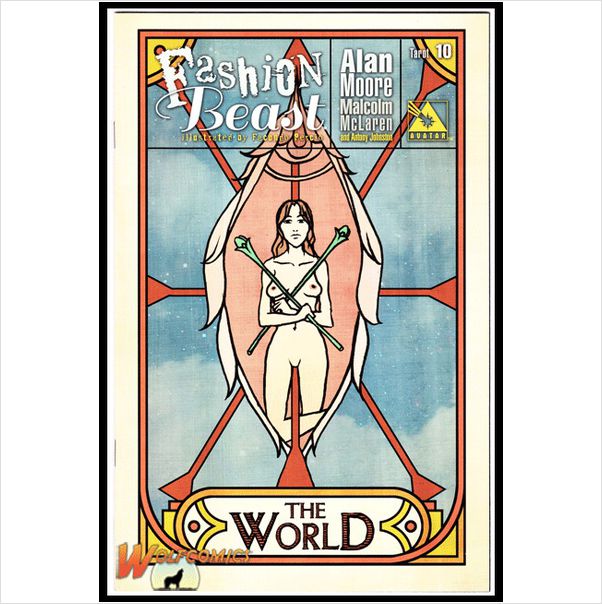 FASHION
Beast
Illustrated by Facundo Percio
Alan
Moore
Malcolm
McLaren
and Antony Johnston
Tarot 10
AVATAR
THE
WORLD
WOLFCOMICS